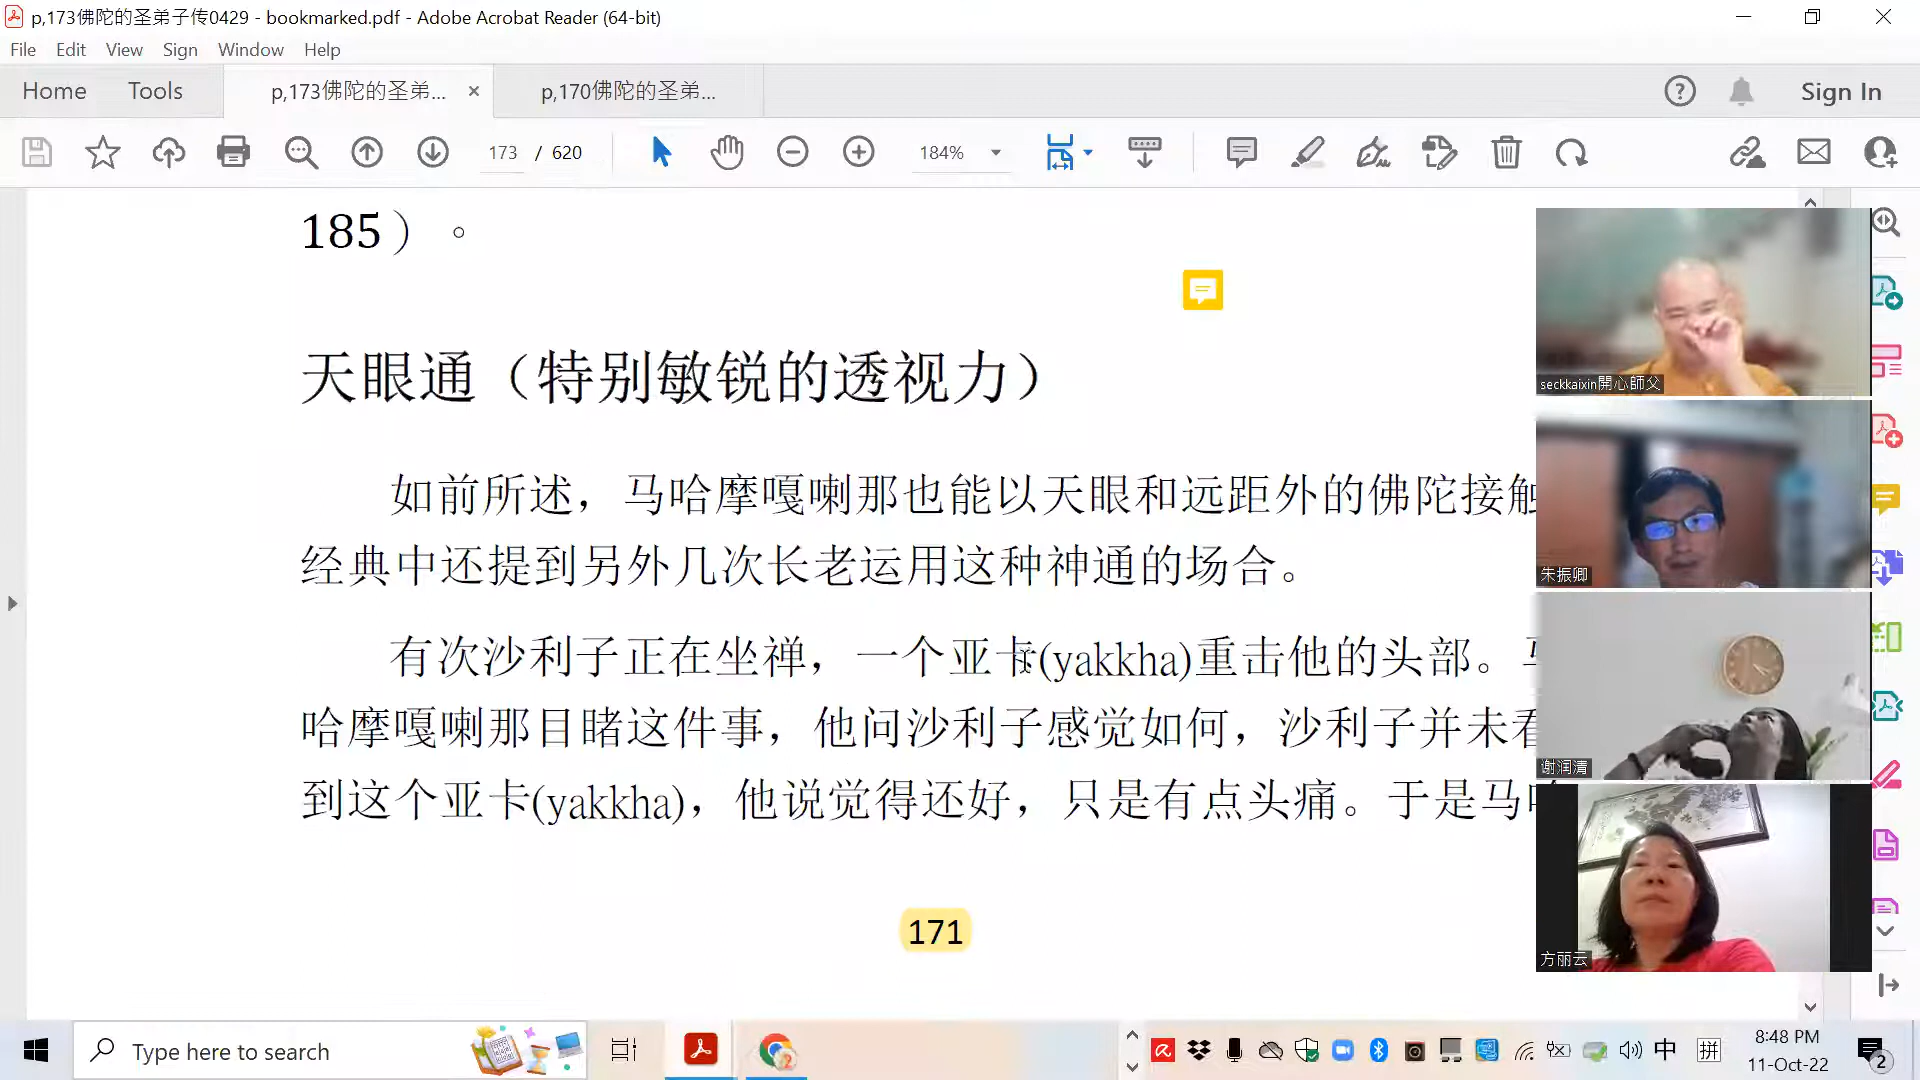 p,173佛陀的圣弟子传0429 - bookmarked.pdf - Adobe Acrobat Reader (64-bit)
File Edit View Sign Window Help
Home Tools p,173佛陀的圣弟... × p,170佛陀的圣弟... Sign In
173 / 620 184%
185）。
天眼通（特别敏锐的透视力）
如前所述，马哈摩嘎喇那也能以天眼和远距外的佛陀接触
经典中还提到另外几次长老运用这种神通的场合。
有次沙利子正在坐禅，一个亚卡(yakkha)重击他的头部。马
哈摩嘎喇那目睹这件事，他问沙利子感觉如何，沙利子并未看
到这个亚卡(yakkha)，他说觉得还好，只是有点头痛。于是马哈
171
seckkaixin開心師父
朱振卿
谢润清
方丽云
Type here to search
中 拼 8:48 PM
11-Oct-22 2